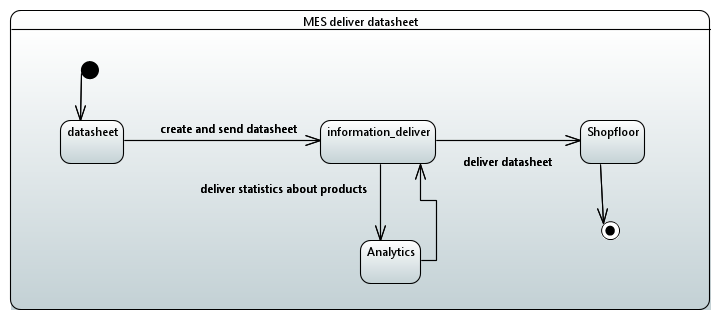 MES deliver datasheet
datasheet
create and send datasheet
information_deliver
Shopfloor
deliver datasheet
deliver statistics about products
Analytics